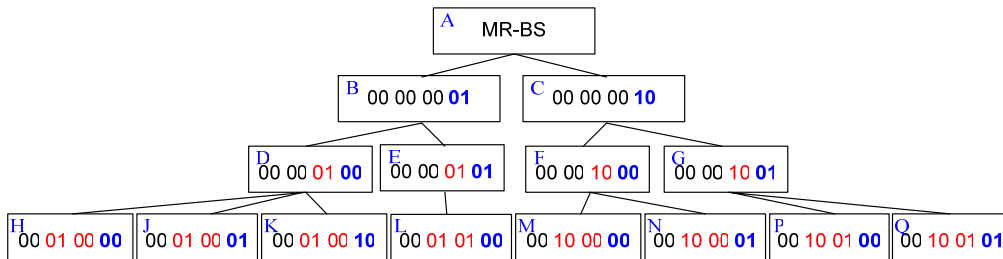 A MR-BS
B 00 00 00 01
C 00 00 00 10
D 00 00 01 00
E 00 00 01 01
F 00 00 10 00
G 00 00 10 01
H 00 01 00 00
J 00 01 00 01
K 00 01 00 10
L 00 01 01 00
M 00 10 00 00
N 00 10 00 01
P 00 10 01 00
Q 00 10 01 01